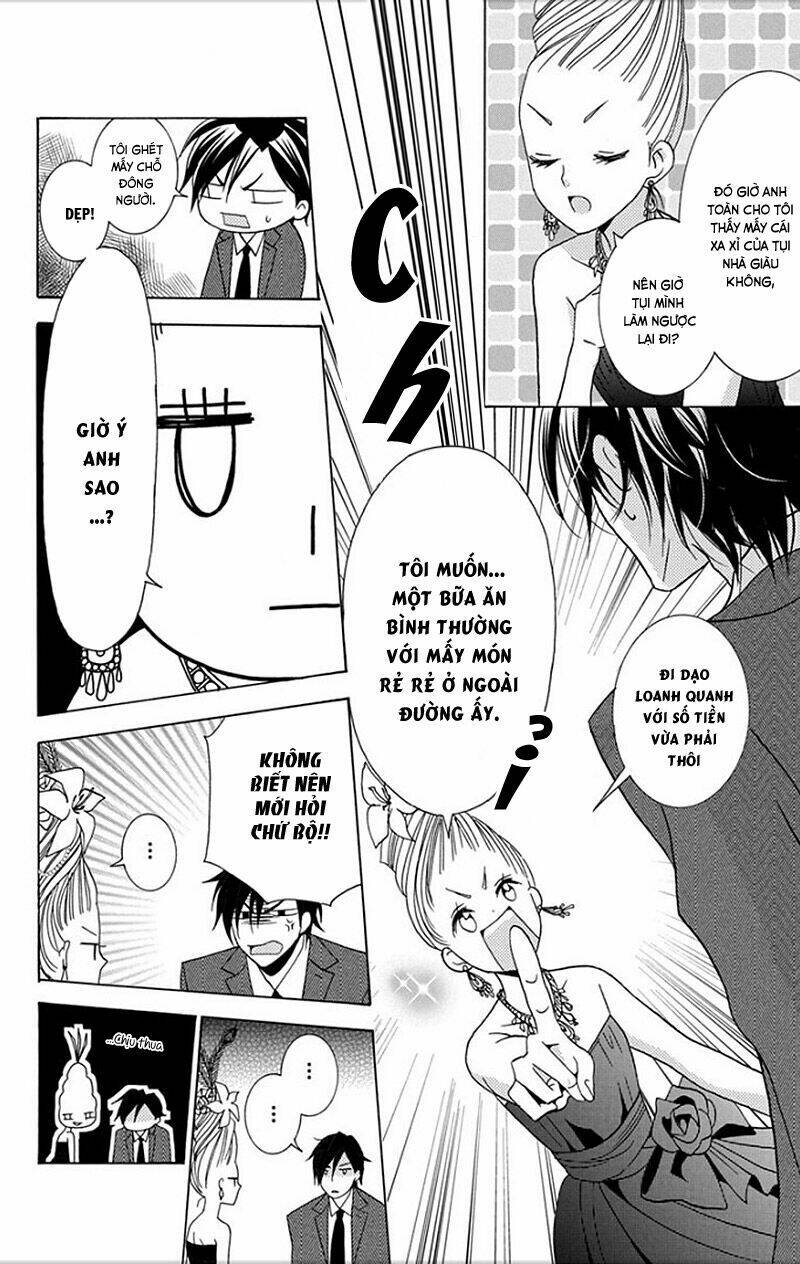 ĐÓ GIỜ ANH
TOÀN CHO TÔI
THẤY MẤY CÁI
XA XỈ CỦA TỤI
NHÀ GIÀU
KHÔNG,
NÊN GIỜ
TỤI MÌNH
LÀM NGƯỢC
LẠI ĐI?
TÔI MUỐN...
MỘT BỮA ĂN
BÌNH THƯỜNG
VỚI MẤY MÓN
RẺ RẺ Ở NGOÀI
ĐƯỜNG ẤY.
ĐI DẠO
LOANH QUANH
VỚI SỐ TIỀN
VỪA PHẢI
THÔI
Ch
?
TÔI GHÉT
MẤY CHỖ
ĐÔNG
NGƯỜI.
DẸP!
GIỜ Ý
ANH
SAO
...?
KHÔNG
BIẾT NÊN
MỚI HỎI
CHỨ BỘ!!
...
...
...
...Chịu thua